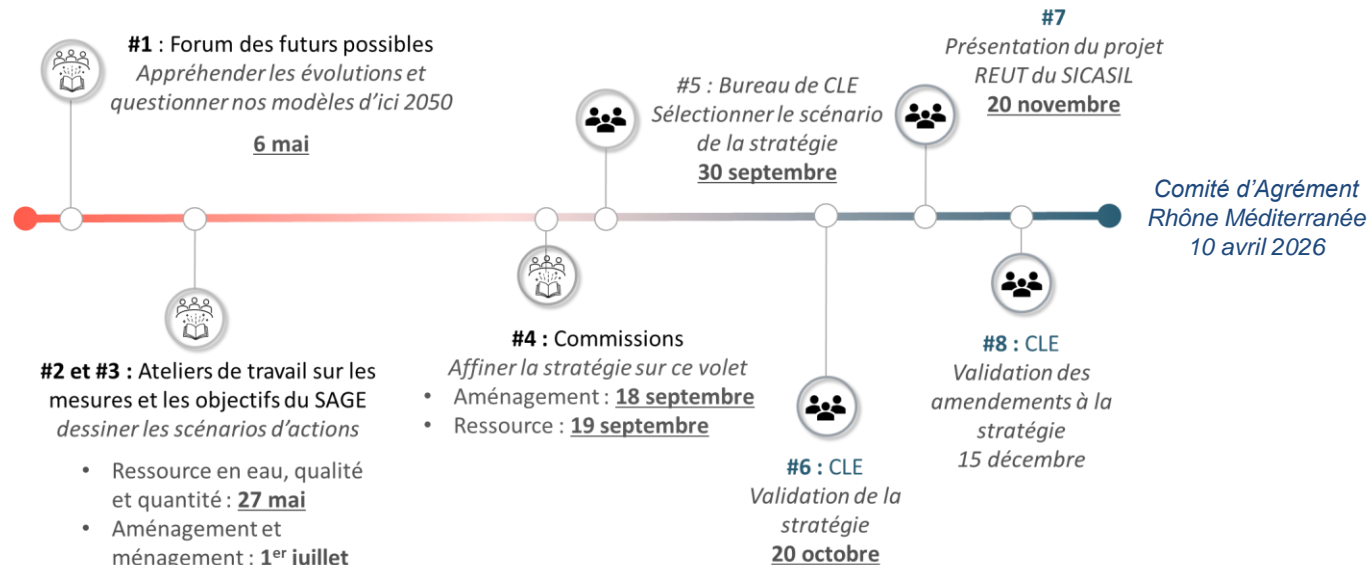 #1 : Forum des futurs possibles
Appréhender les évolutions et
questionner nos modèles d'ici 2050
6 mai
#2 et #3 : Ateliers de travail sur les
mesures et les objectifs du SAGE
dessiner les scénarios d'actions
• Ressource en eau, qualité
et quantité : 27 mai
• Aménagement et
ménagement : 1er juillet
#4 : Commissions
Affiner la stratégie sur ce volet
• Aménagement : 18 septembre
• Ressource : 19 septembre
#5 : Bureau de CLE
Sélectionner le scénario
de la stratégie
30 septembre
#6 : CLE
Validation de la
stratégie
20 octobre
#7
Présentation du projet
REUT du SICASIL
20 novembre
#8 : CLE
Validation des
amendements à la
stratégie
15 décembre
Comité d'Agrément
Rhône Méditerranée
10 avril 2026